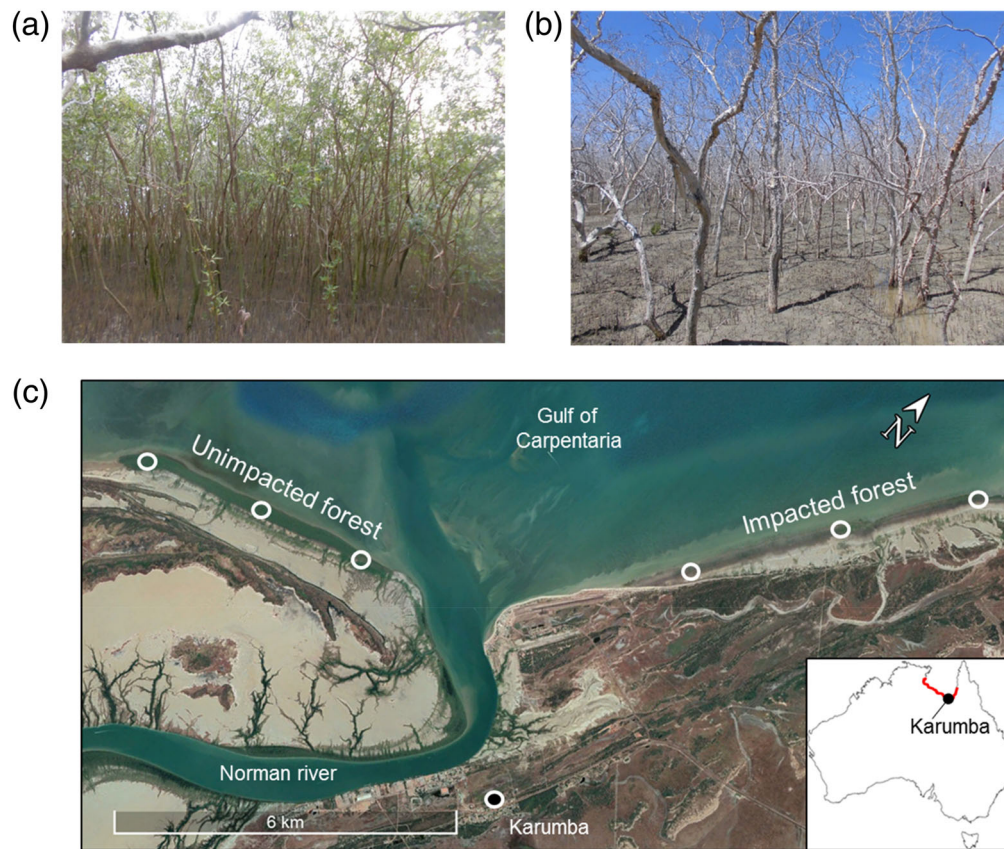 (a)
(b)
(c)
Gulf of
Carpentaria
N
Unimpacted forest
Impacted forest
Karumba
Norman river
6 km
Karumba